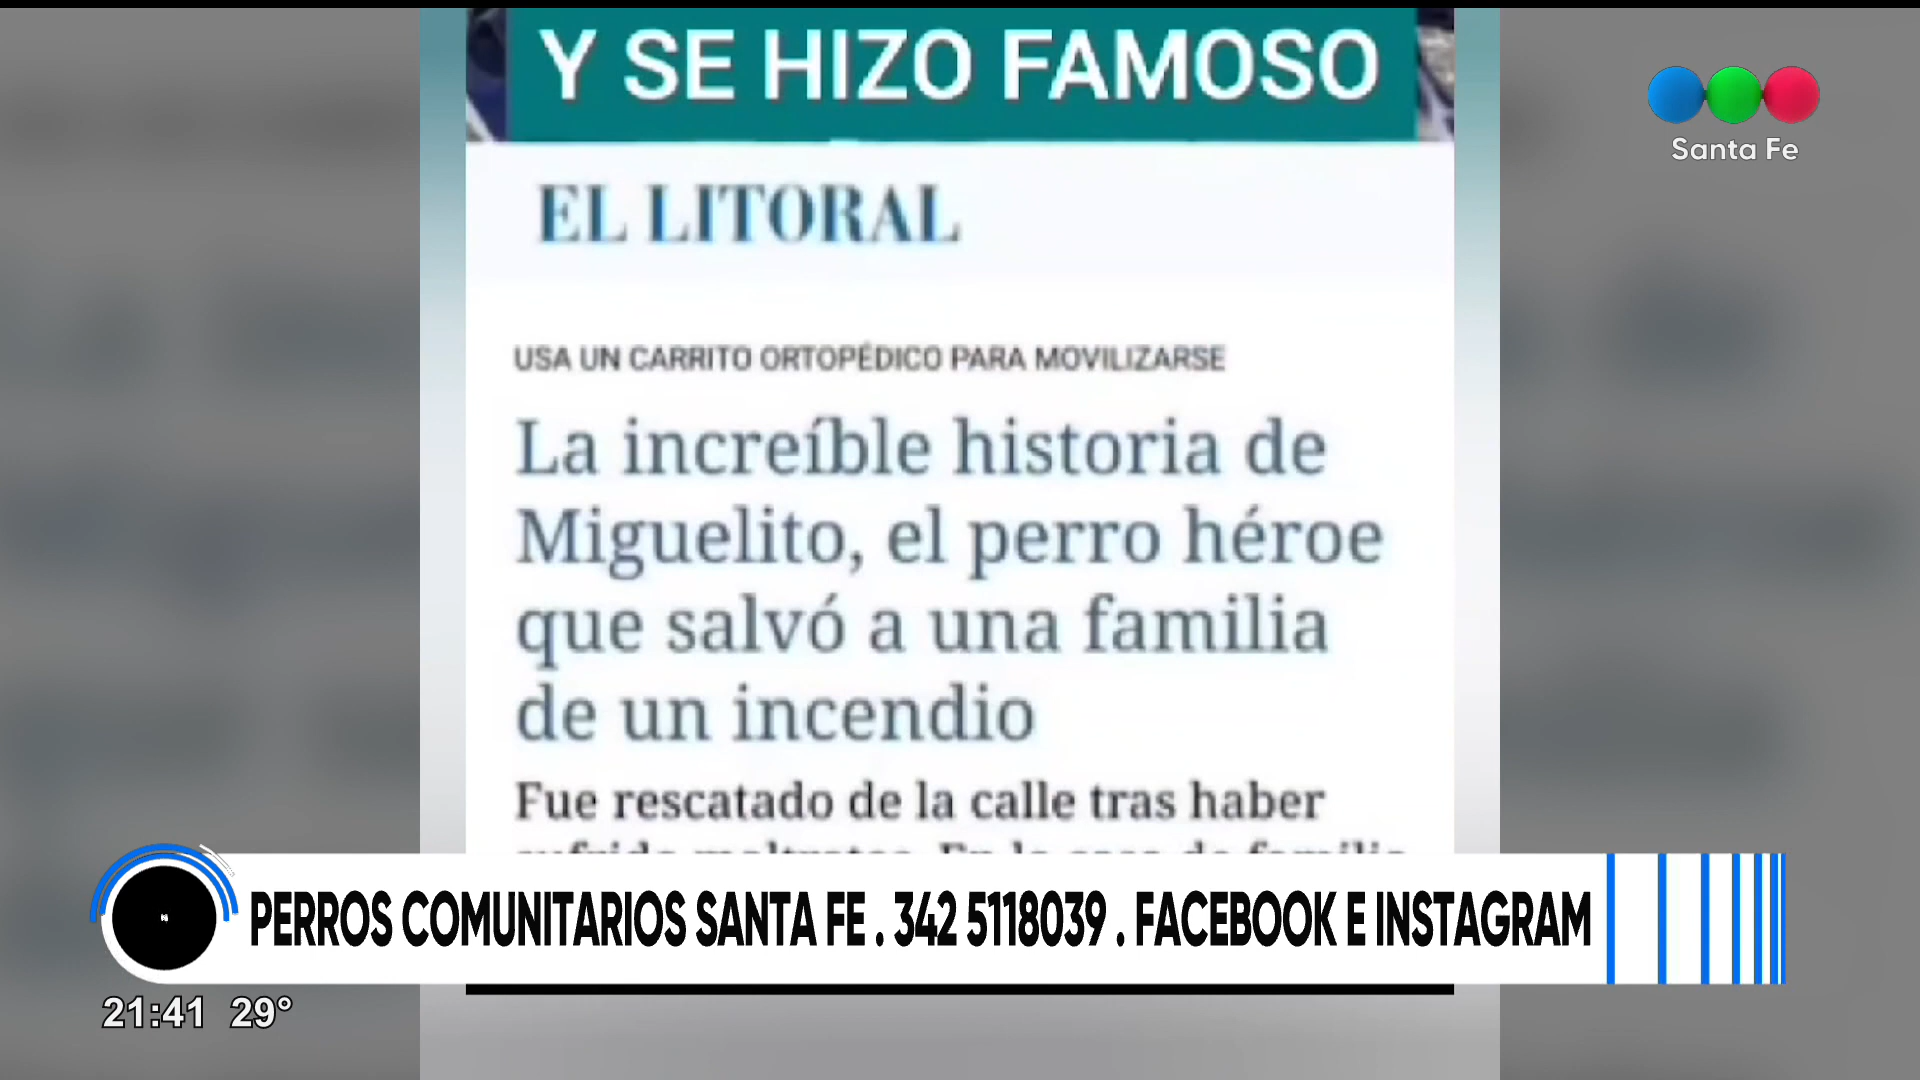 Y SE HIZO FAMOSO
Santa Fe
EL LITORAL
USA UN CARRITO ORTOPÉDICO PARA MOVILIZARSE
La increíble historia de
Miguelito, el perro héroe
que salvó a una familia
de un incendio
Fue rescatado de la calle tras haber
PERROS COMUNITARIOS SANTA FE . 342 5118039 . FACEBOOK E INSTAGRAM
21:41 29°